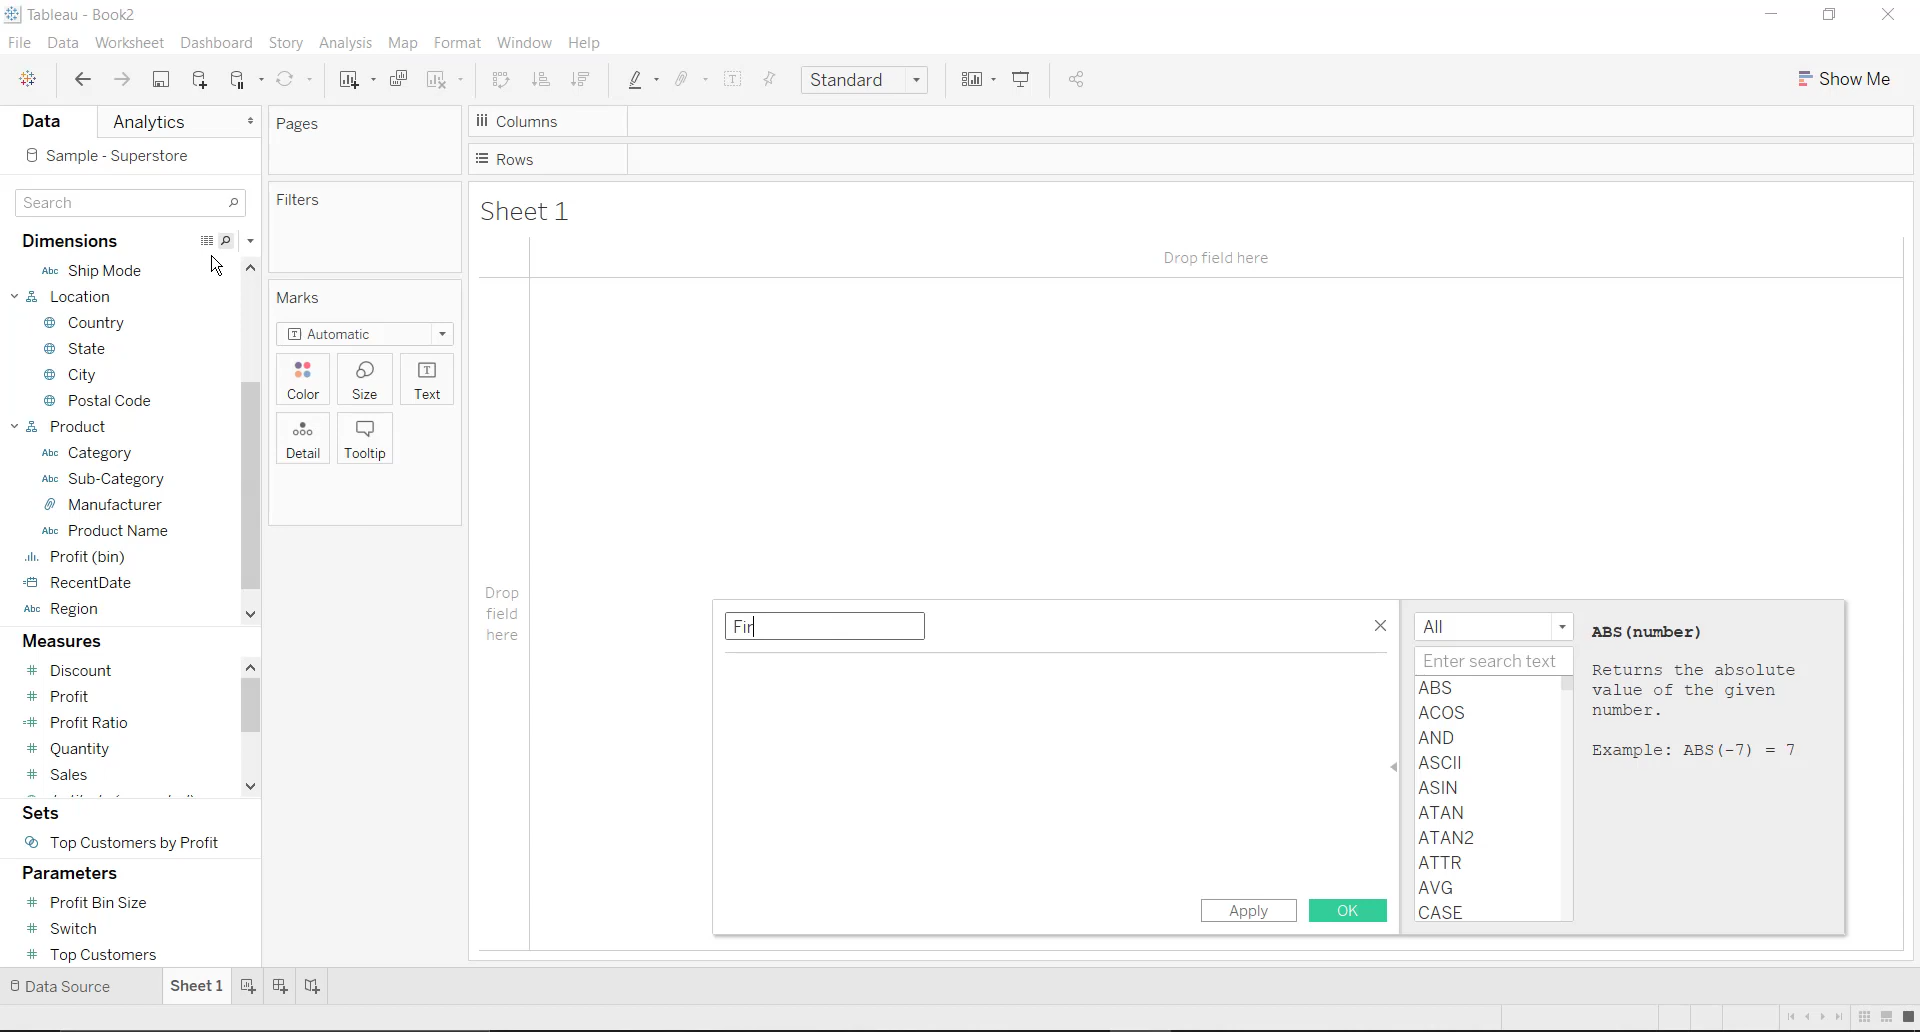 Tableau - Book2
File Data Worksheet Dashboard Story Analysis Map Format Window Help
Standard
Show Me
Data
Analytics
Sample - Superstore
Search
Dimensions
Abc Ship Mode
Location
Country
State
City
Postal Code
Product
Abc Category
Abc Sub-Category
Manufacturer
Abc Product Name
Profit (bin)
RecentDate
Abc Region
Measures
# Discount
# Profit
=# Profit Ratio
# Quantity
# Sales
Sets
Top Customers by Profit
Parameters
# Profit Bin Size
# Switch
# Top Customers
Pages
Filters
Marks
T Automatic
Color
Size
T
Text
Detail
Tooltip
Columns
Rows
Sheet 1
Drop field here
Drop
field
here
Fir
Apply
OK
All
Enter search text
ABS
ACOS
AND
ASCII
ASIN
ATAN
ATAN2
ATTR
AVG
CASE
ABS(number)
Returns the absolute
value of the given
number.
Example: ABS(-7) = 7
Data Source
Sheet 1